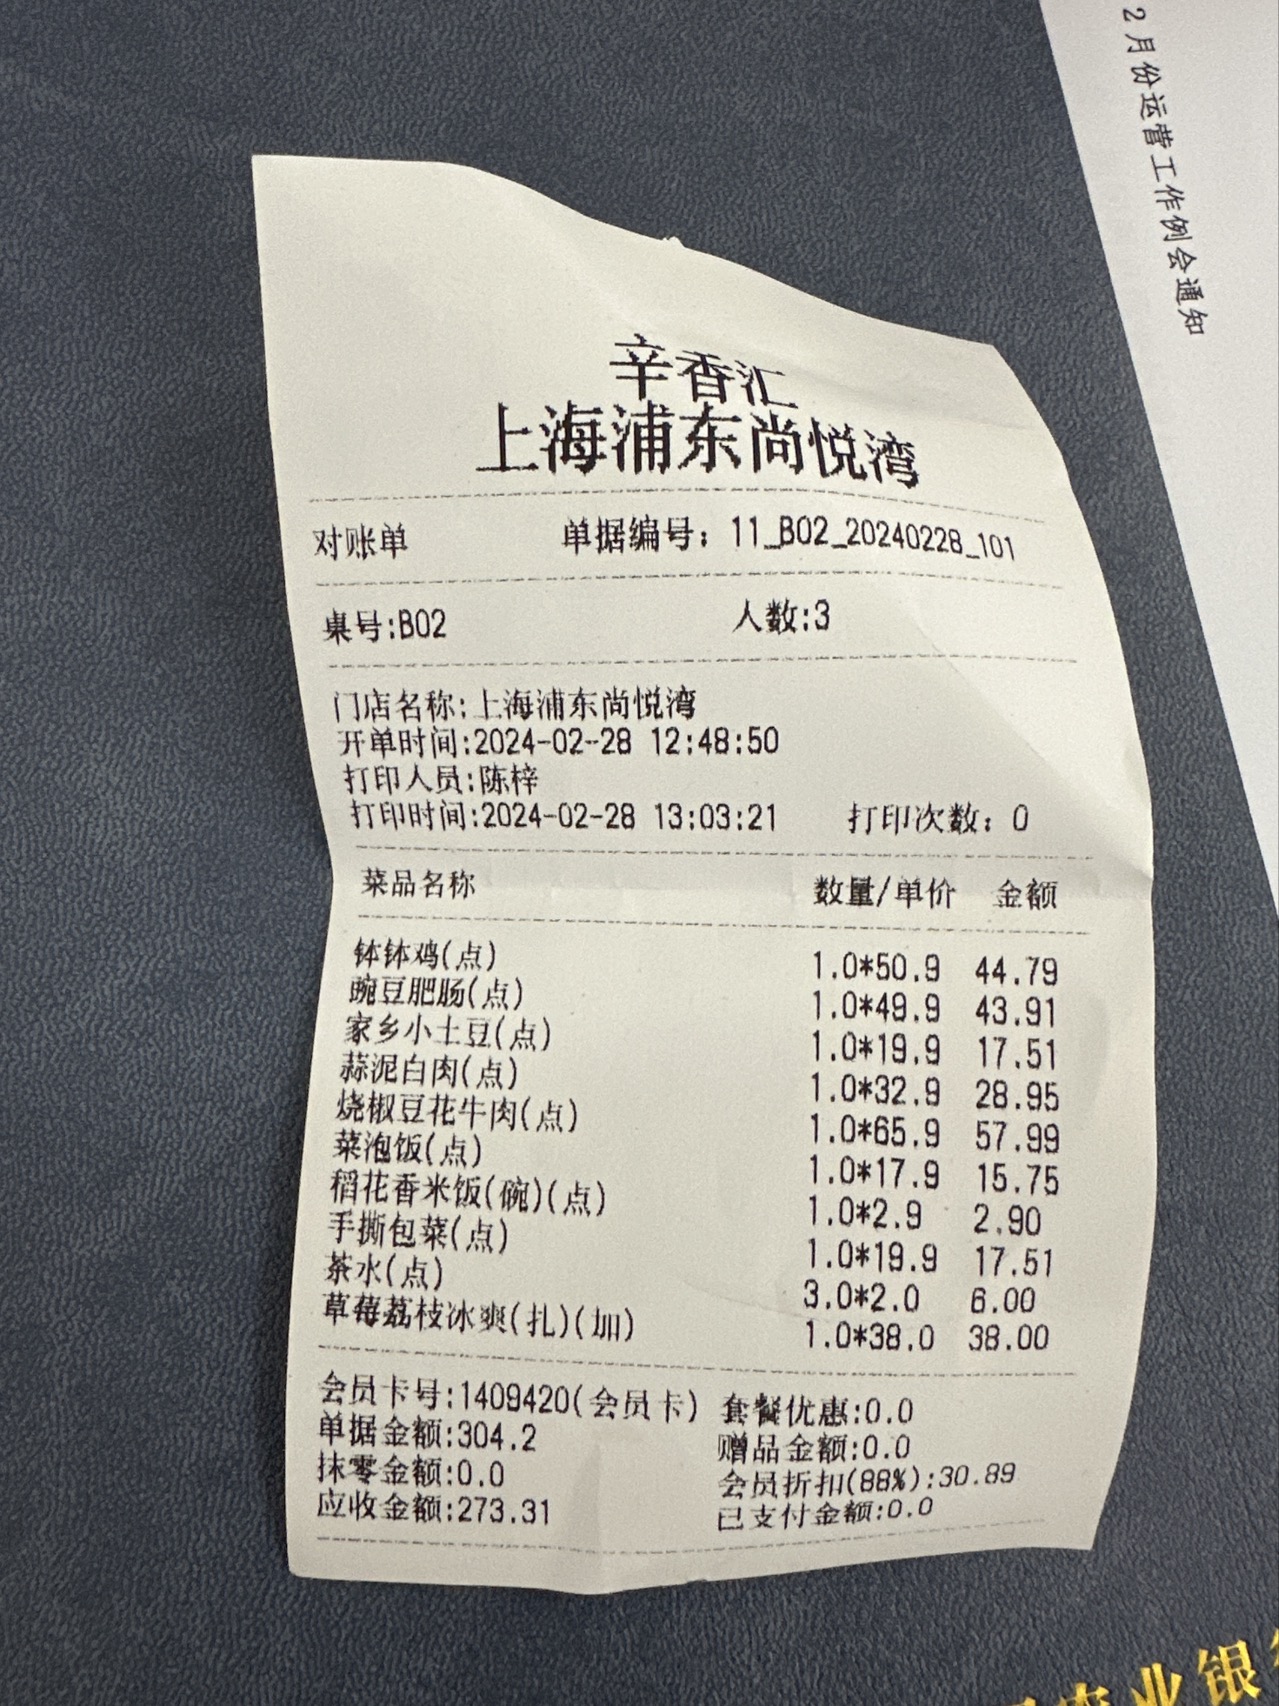 2月份运营工作例会通知
辛香汇
上海浦东尚悦湾
对账单 单据编号：11_B02_20240228_101
桌号:B02 人数:3
门店名称:上海浦东尚悦湾
开单时间:2024-02-28 12:48:50
打印人员:陈梓
打印时间:2024-02-28 13:03:21 打印次数：0
菜品名称 数量/单价 金额
钵钵鸡(点) 1.0*50.9 44.79
豌豆肥肠(点) 1.0*49.9 43.91
家乡小土豆(点) 1.0*19.9 17.51
蒜泥白肉(点) 1.0*32.9 28.95
烧椒豆花牛肉(点) 1.0*65.9 57.99
菜泡饭(点) 1.0*17.9 15.75
稻花香米饭(碗)(点) 1.0*2.9 2.90
手撕包菜(点) 1.0*19.9 17.51
茶水(点) 3.0*2.0 6.00
草莓荔枝冰爽(扎)(加) 1.0*38.0 38.00
会员卡号:1409420(会员卡) 套餐优惠:0.0
单据金额:304.2 赠品金额:0.0
抹零金额:0.0 会员折扣(88%):30.89
应收金额:273.31 已支付金额:0.0
业银